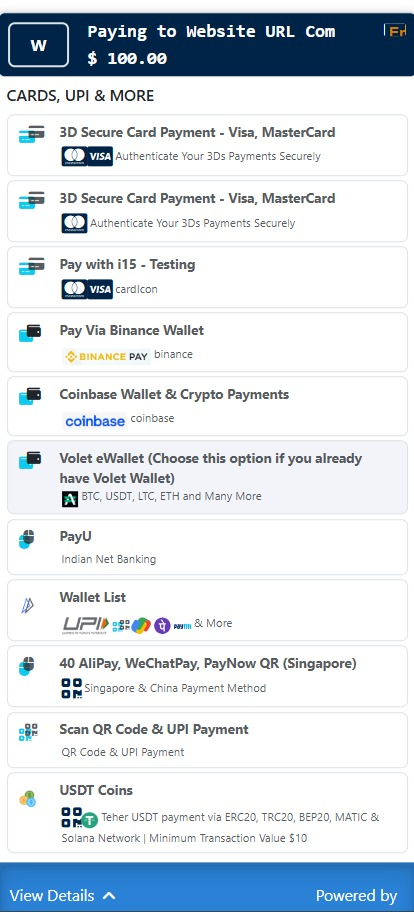 W
Paying to Website URL Com
$ 100.00
CARDS, UPI & MORE
3D Secure Card Payment - Visa, MasterCard
VISA Authenticate Your 3Ds Payments Securely
3D Secure Card Payment - Visa, MasterCard
Authenticate Your 3Ds Payments Securely
Pay with i15 - Testing
VISA cardIcon
Pay Via Binance Wallet
BINANCE PAY binance
Coinbase Wallet & Crypto Payments
coinbase coinbase
Volet eWallet (Choose this option if you already
have Volet Wallet)
BTC, USDT, LTC, ETH and Many More
PayU
Indian Net Banking
Wallet List
UPI paytm & More
40 AliPay, WeChatPay, PayNow QR (Singapore)
Singapore & China Payment Method
Scan QR Code & UPI Payment
QR Code & UPI Payment
USDT Coins
Teher USDT payment via ERC20, TRC20, BEP20, MATIC &
Solana Network | Minimum Transaction Value $10
View Details
Powered by